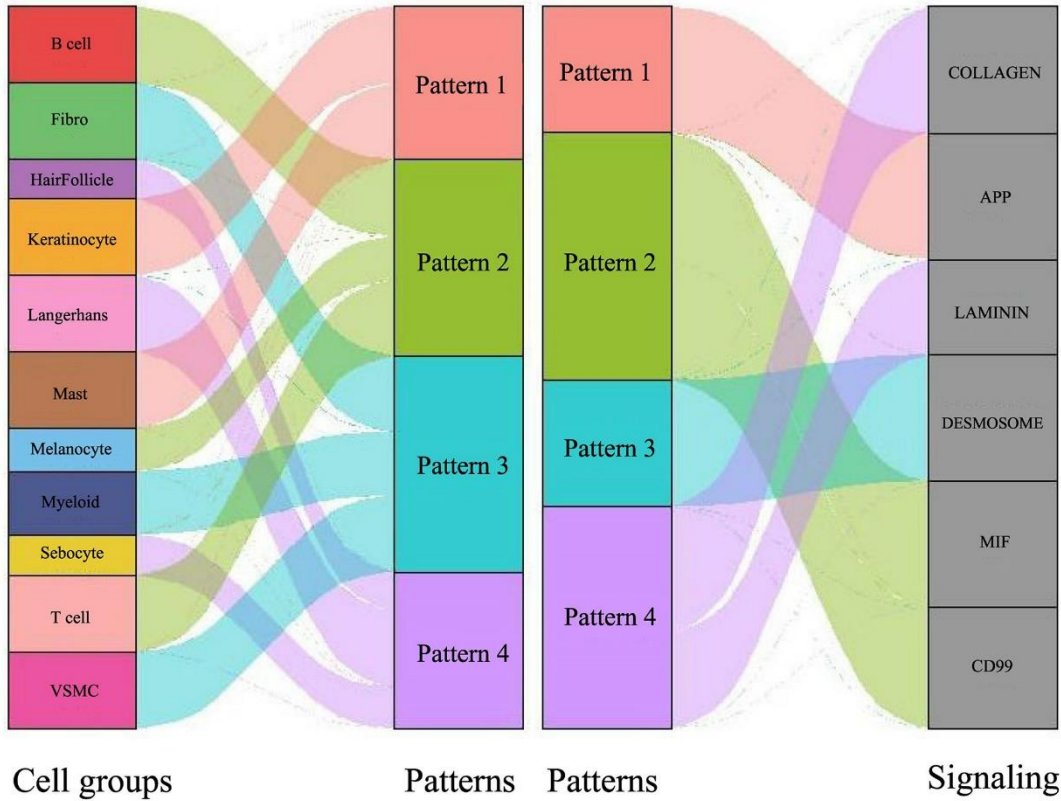 B cell
Fibro
HairFollicle
Keratinocyte
Langerhans
Mast
Melanocyte
Myeloid
Sebocyte
T cell
VSMC
Pattern 1
Pattern 2
Pattern 3
Pattern 4
Pattern 1
Pattern 2
Pattern 3
Pattern 4
COLLAGEN
APP
LAMININ
DESMOSOME
MIF
CD99
Cell groups
Patterns
Patterns
Signaling